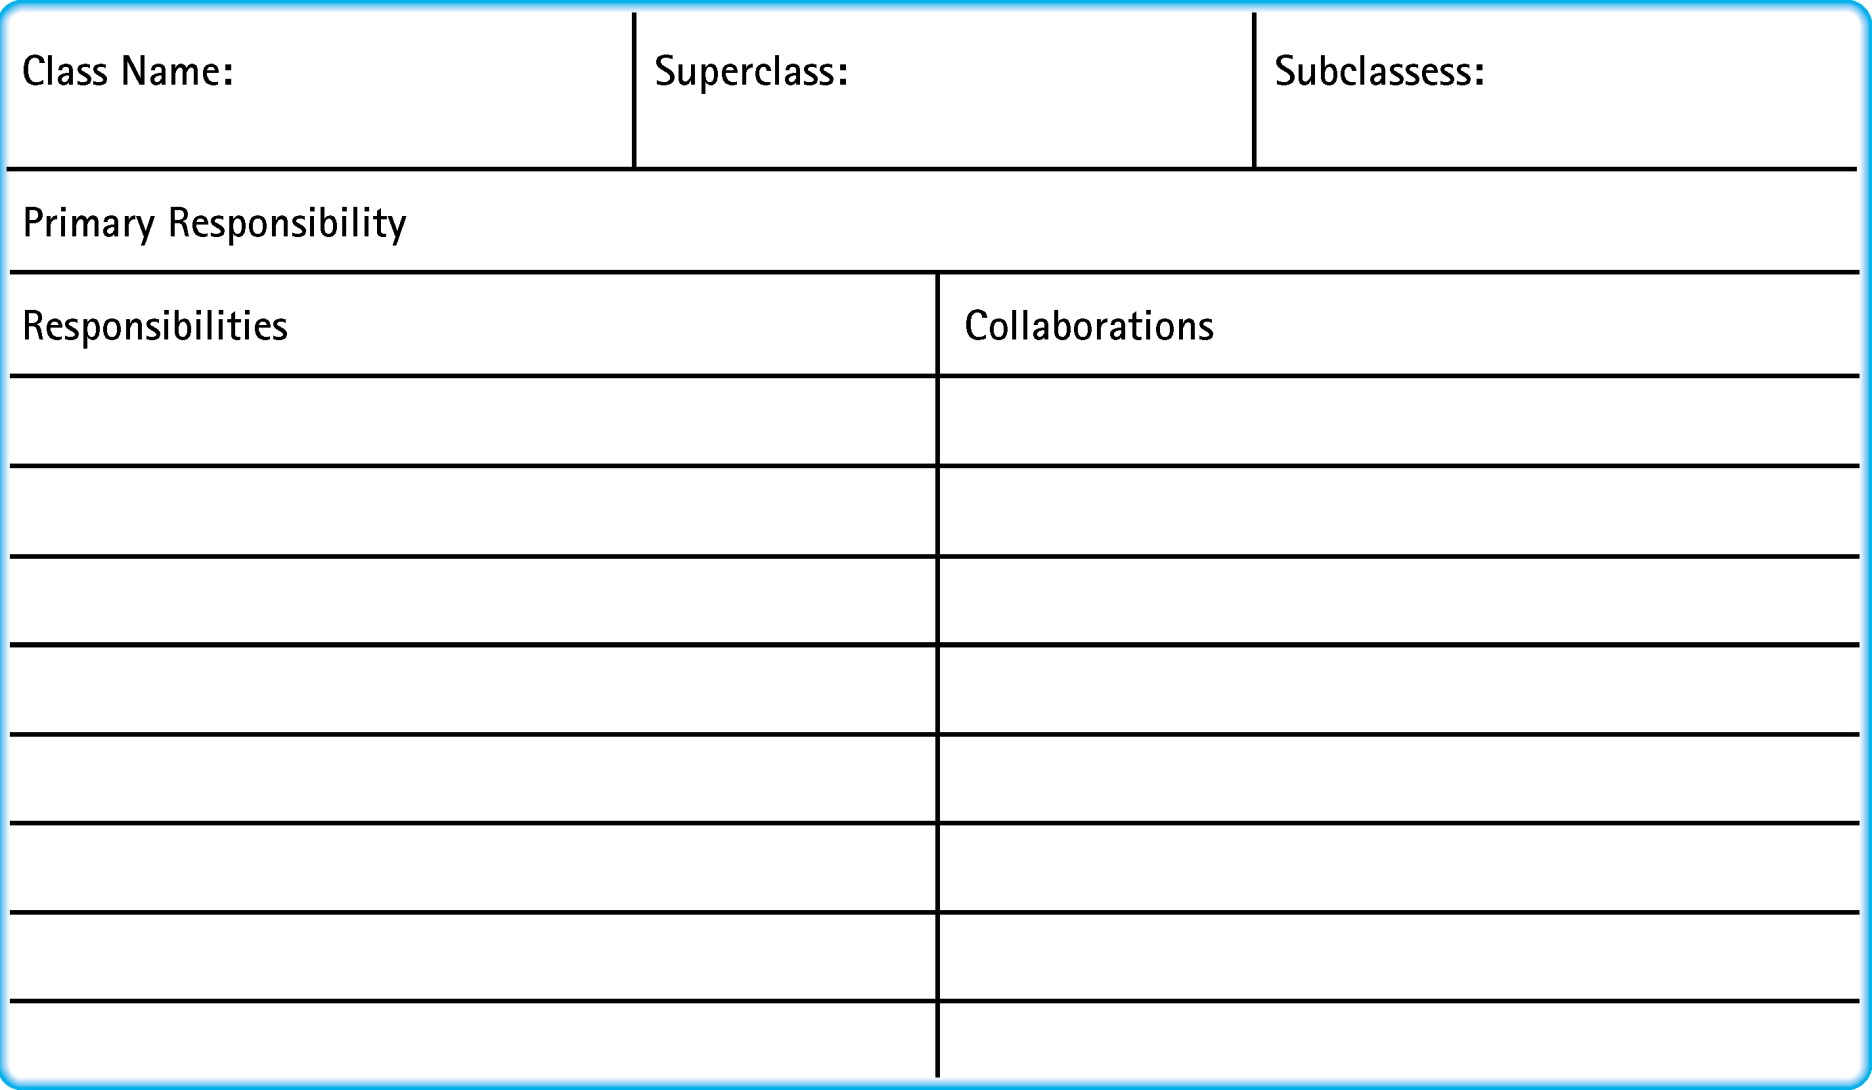 Class Name:
Superclass:
Subclassess:
Primary Responsibility
Responsibilities
Collaborations